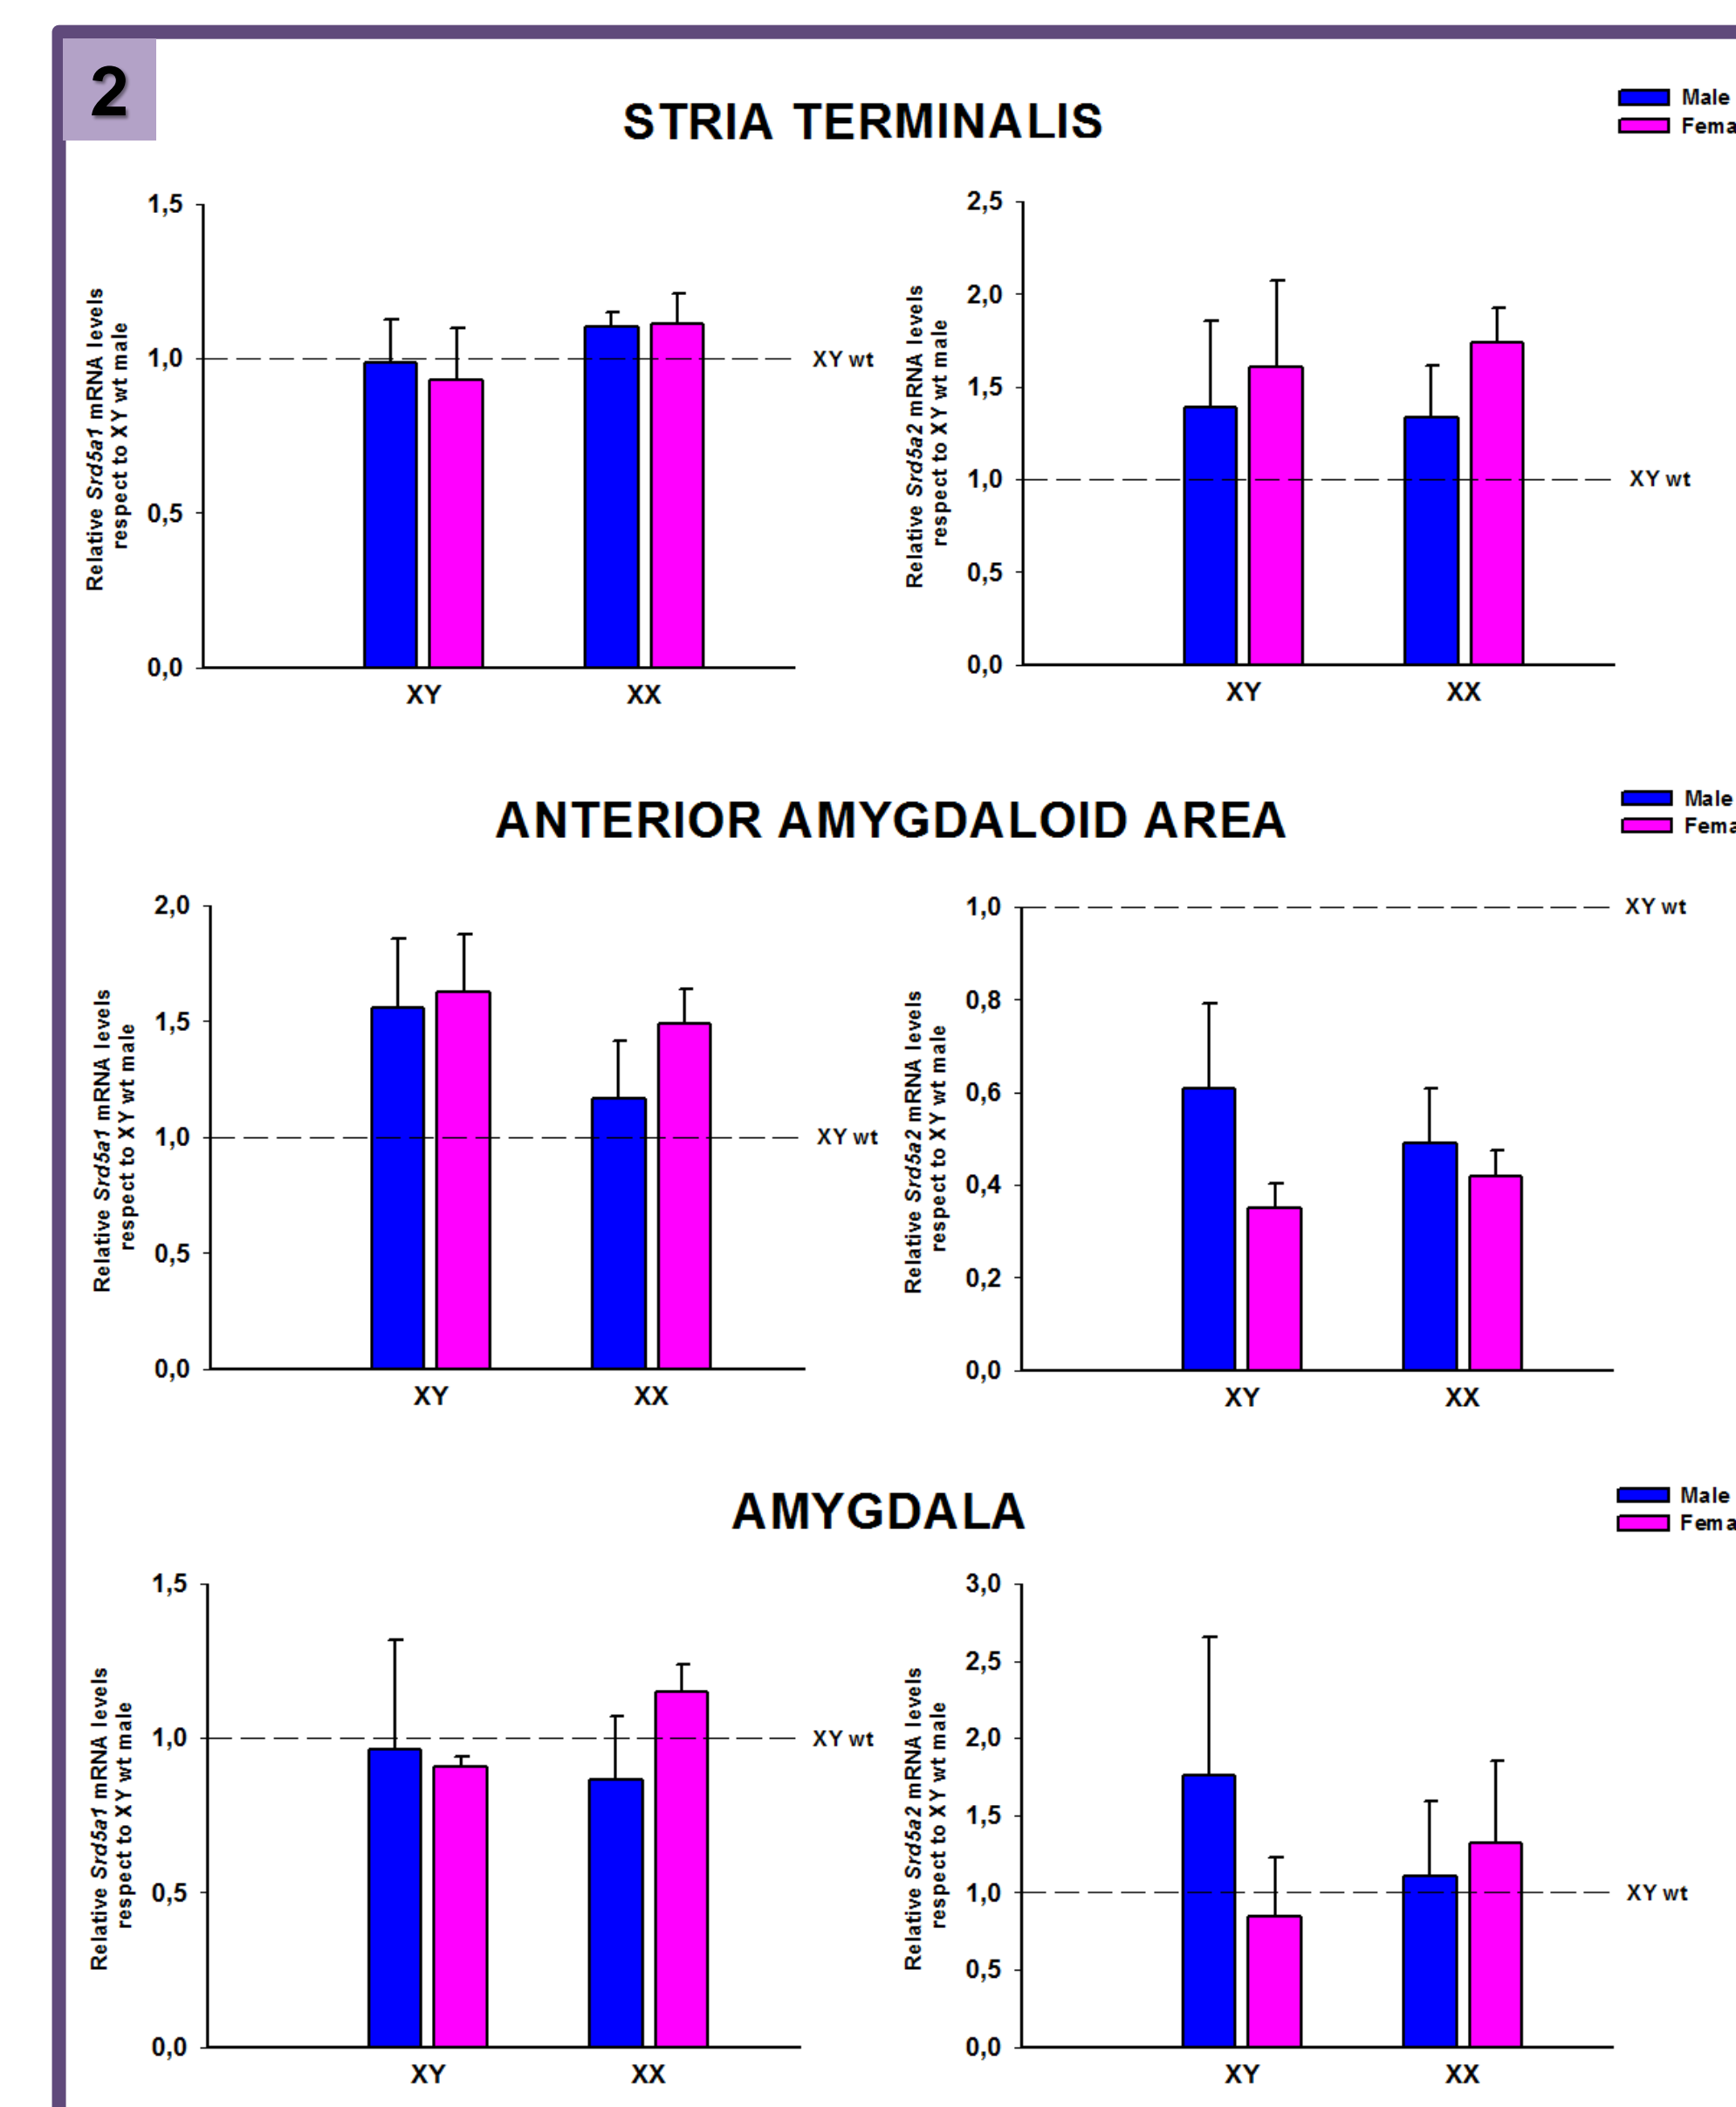 2
STRIA TERMINALIS
Male
Fema
Relative Srd5a1 mRNA levels
respect to XY wt male
1,5
1,0
0,5
0,0
XY wt
XY
XX
Relative Srd5a2 mRNA levels
respect to XY wt male
2,5
2,0
1,5
1,0
0,5
0,0
XY wt
XY
XX
ANTERIOR AMYGDALOID AREA
Male
Fema
Relative Srd5a1 mRNA levels
respect to XY wt male
2,0
1,5
1,0
0,5
0,0
XY wt
XY
XX
Relative Srd5a2 mRNA levels
respect to XY wt male
1,0
0,8
0,6
0,4
0,2
0,0
XY wt
XY
XX
AMYGDALA
Male
Fema
Relative Srd5a1 mRNA levels
respect to XY wt male
1,5
1,0
0,5
0,0
XY wt
XY
XX
Relative Srd5a2 mRNA levels
respect to XY wt male
3,0
2,5
2,0
1,5
1,0
0,5
0,0
XY wt
XY
XX